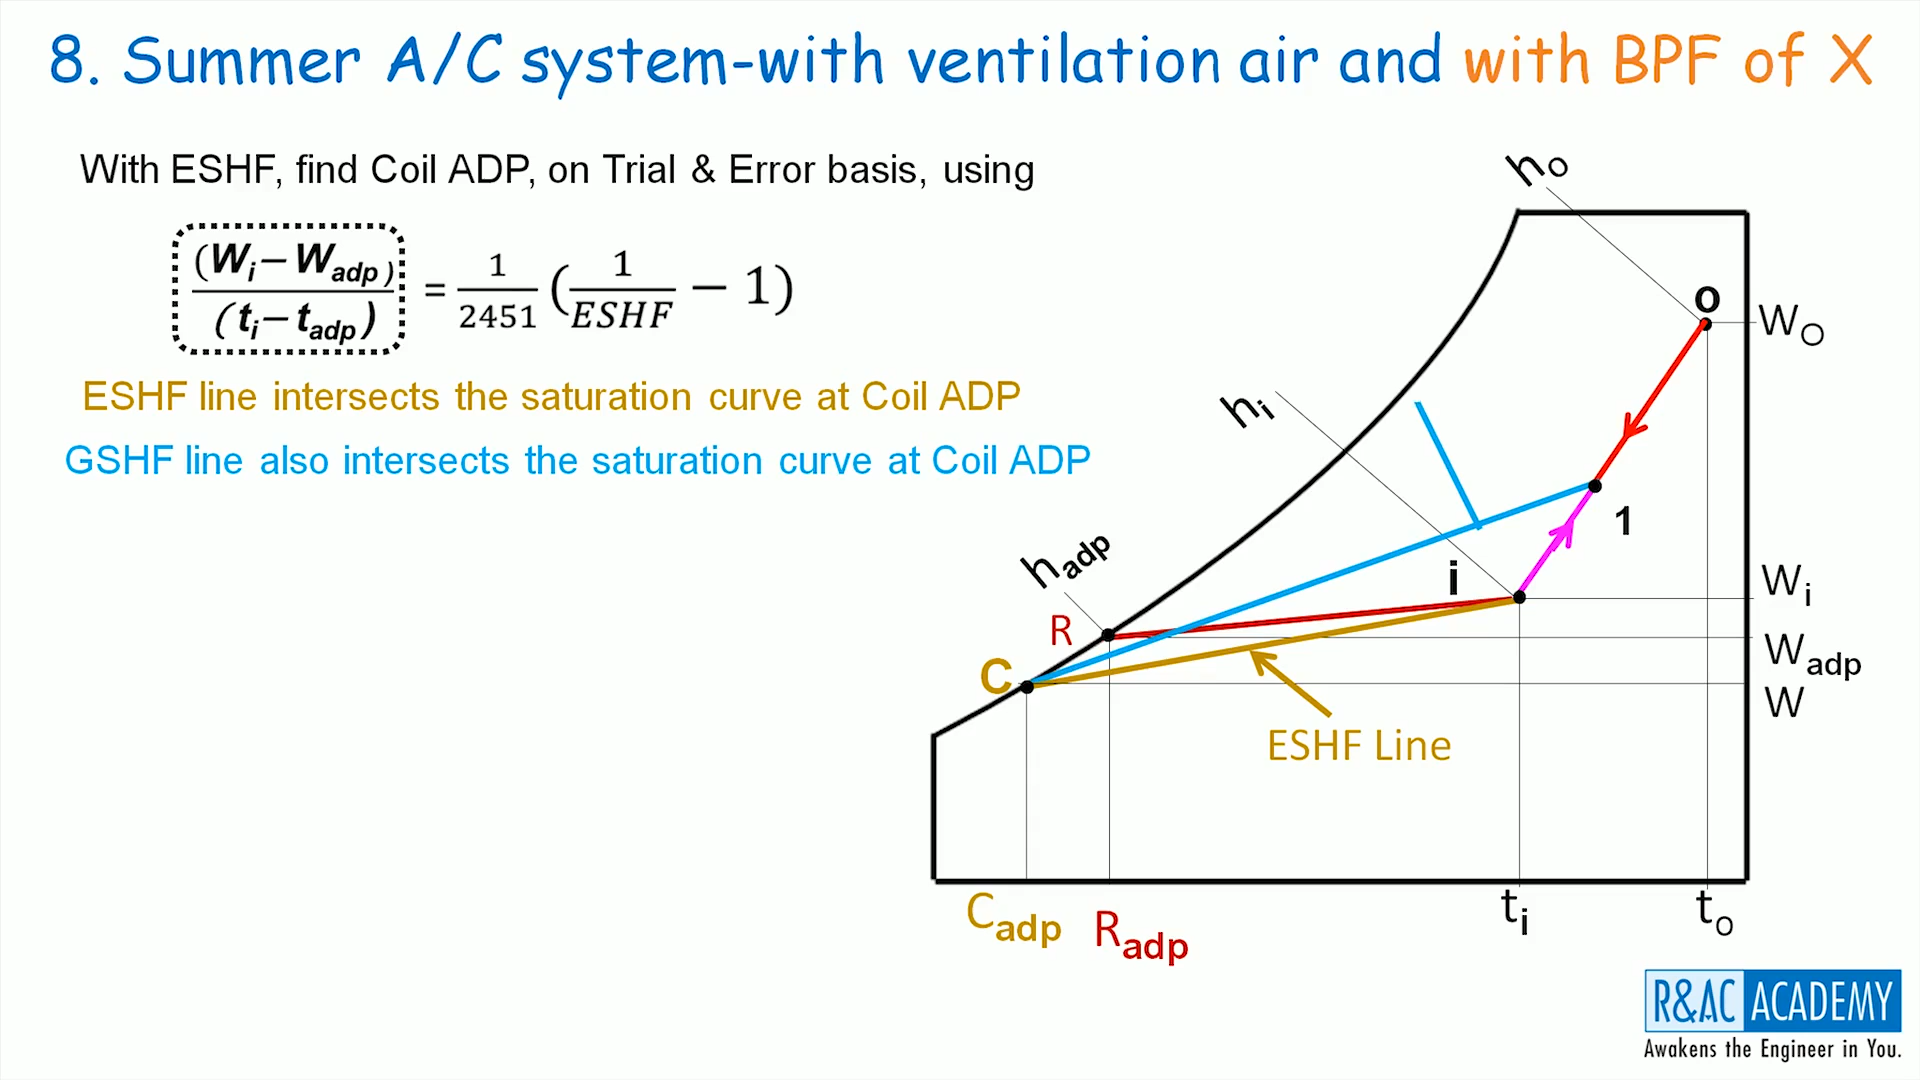 8. Summer A/C system-with ventilation air and with BPF of X
With ESHF, find Coil ADP, on Trial & Error basis, using
(Wi – Wadp) / (ti – tadp) = 1/2451 (1/ESHF − 1)
ESHF line intersects the saturation curve at Coil ADP
GSHF line also intersects the saturation curve at Coil ADP
ho
o
Wo
hi
1
i
Wi
hadp
R
Wadp
C
W
ESHF Line
Cadp
Radp
ti
to
R&AC ACADEMY
Awakens the Engineer in You.